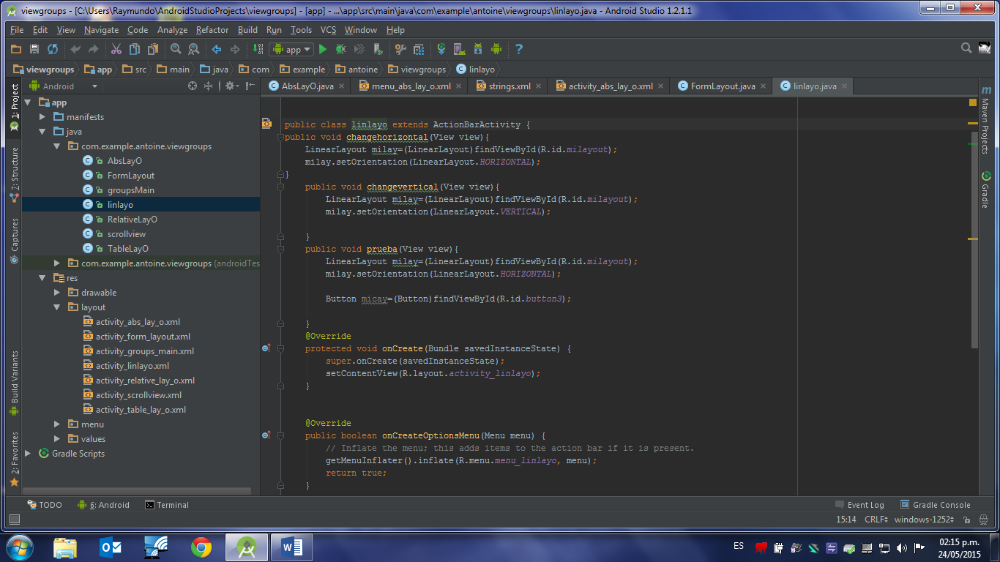 viewgroups - [C:\Users\Raymundo\AndroidStudioProjects\viewgroups] - [app] - ...\app\src\main\java\com\example\antoine\viewgroups\linlayo.java - Android Studio 1.2.1.1
File Edit View Navigate Code Analyze Refactor Build Run Tools VCS Window Help
app
viewgroups app src main java com example antoine viewgroups linlayo
Android
AbsLayO.java menu_abs_lay_o.xml strings.xml activity_abs_lay_o.xml FormLayout.java linlayo.java
1: Project
7: Structure
Captures
Build Variants
2: Favorites
app
manifests
java
com.example.antoine.viewgroups
AbsLayO
FormLayout
groupsMain
linlayo
RelativeLayO
scrollview
TableLayO
com.example.antoine.viewgroups (androidTes
res
drawable
layout
activity_abs_lay_o.xml
activity_form_layout.xml
activity_groups_main.xml
activity_linlayo.xml
activity_relative_lay_o.xml
activity_scrollview.xml
activity_table_lay_o.xml
menu
values
Gradle Scripts
public class linlayo extends ActionBarActivity {
public void changehorizontal(View view){
LinearLayout milay=(LinearLayout)findViewById(R.id.milayout);
milay.setOrientation(LinearLayout.HORIZONTAL);
}
public void changevertical(View view){
LinearLayout milay=(LinearLayout)findViewById(R.id.milayout);
milay.setOrientation(LinearLayout.VERTICAL);
}
public void prueba(View view){
LinearLayout milay=(LinearLayout)findViewById(R.id.milayout);
milay.setOrientation(LinearLayout.HORIZONTAL);
Button micay=(Button)findViewById(R.id.button3);
}
@Override
protected void onCreate(Bundle savedInstanceState) {
super.onCreate(savedInstanceState);
setContentView(R.layout.activity_linlayo);
}
@Override
public boolean onCreateOptionsMenu(Menu menu) {
// Inflate the menu; this adds items to the action bar if it is present.
getMenuInflater().inflate(R.menu.menu_linlayo, menu);
return true;
}
Maven Projects
Gradle
TODO 6: Android Terminal Event Log Gradle Console
15:14 CRLF windows-1252
ES
02:15 p.m.
24/05/2015